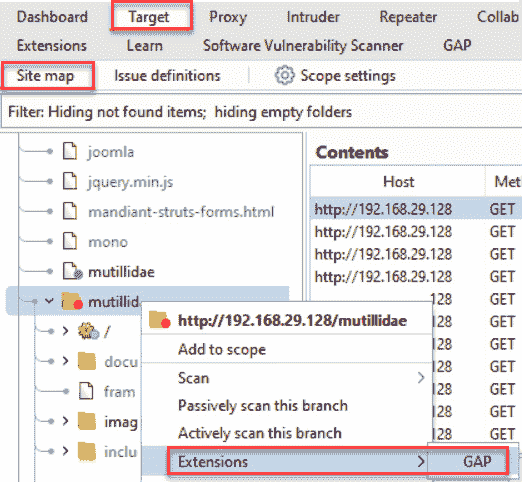 Dashboard Target Proxy Intruder Repeater Collab
Extensions Learn Software Vulnerability Scanner GAP
Site map Issue definitions Scope settings
Filter: Hiding not found items; hiding empty folders
joomla
jquery.min.js
mandiant-struts-forms.html
mono
mutillidae
mutillid
/
docu
fram
imag
inclu
Contents
Host Met
http://192.168.29.128 GET
http://192.168.29.128 GET
http://192.168.29.128 GET
http://192.168.29.128 GET
128 GET
128 GET
128 GET
128 GET
128 GET
128 GET
http://192.168.29.128/mutillidae
Add to scope
Scan
Passively scan this branch
Actively scan this branch
Extensions GAP